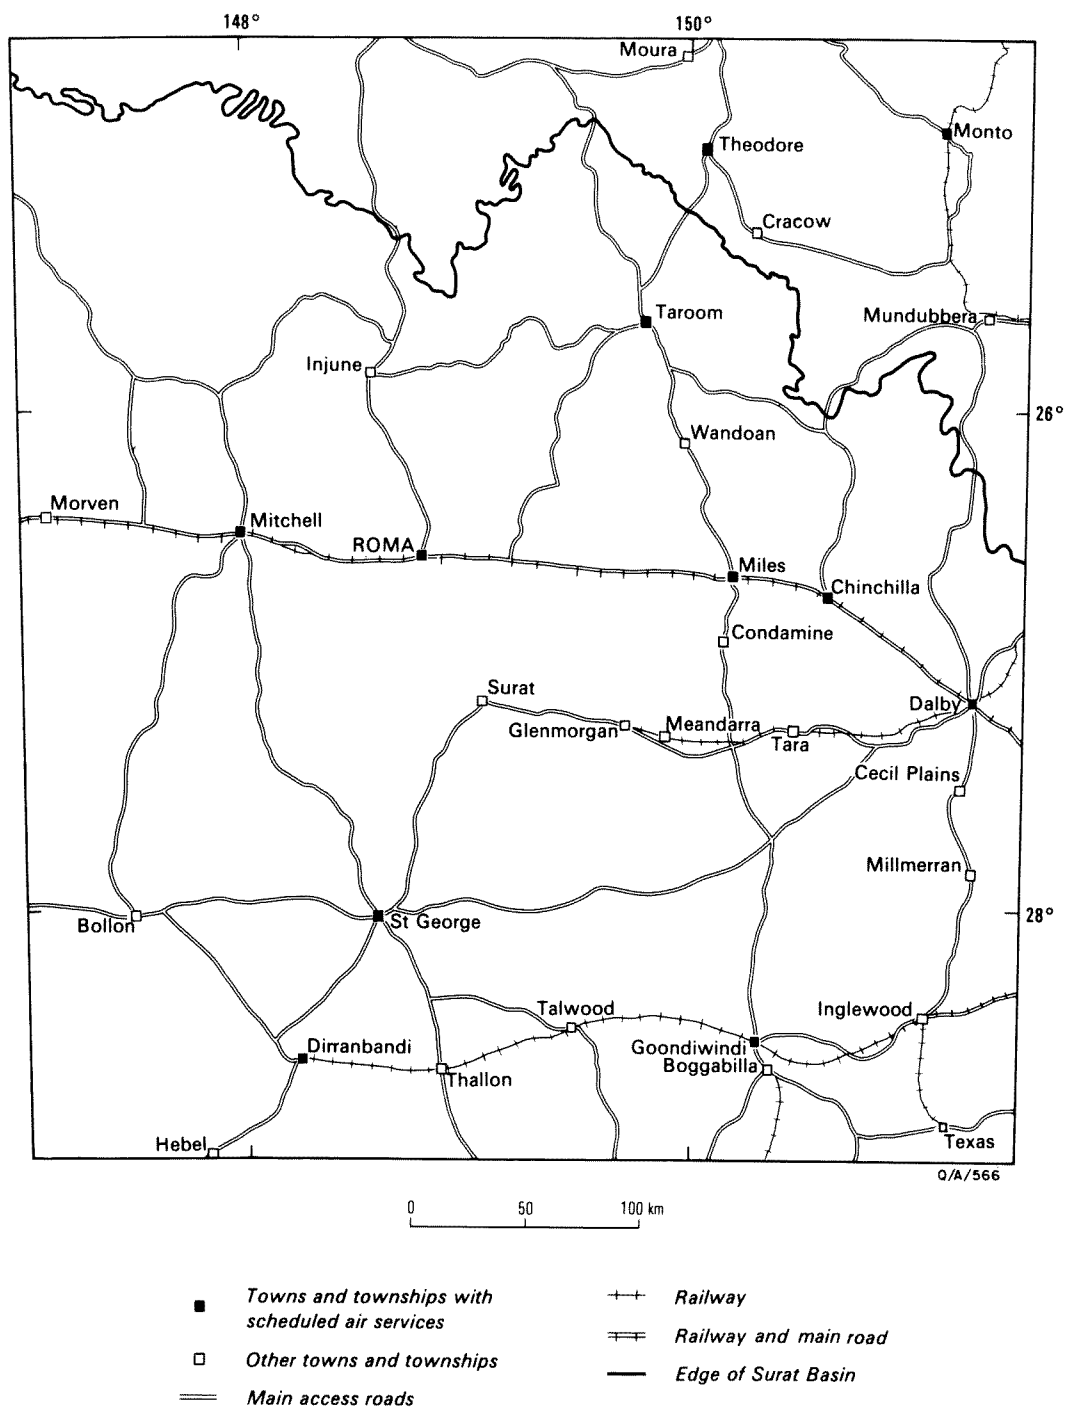 148°
150°
Moura
Monto
Theodore
Cracow
Taroom
Mundubbera
Injune
26°
Wandoan
Morven
Mitchell
ROMA
Miles
Chinchilla
Condamine
Surat
Dalby
Glenmorgan
Meandarra
Tara
Cecil Plains
Millmerran
Bollon
St George
28°
Talwood
Inglewood
Dirranbandi
Goondiwindi
Boggabilla
Thallon
Hebel
Texas
Q/A/566
0 50 100 km
Towns and townships with
scheduled air services
Other towns and townships
Main access roads
Railway
Railway and main road
Edge of Surat Basin